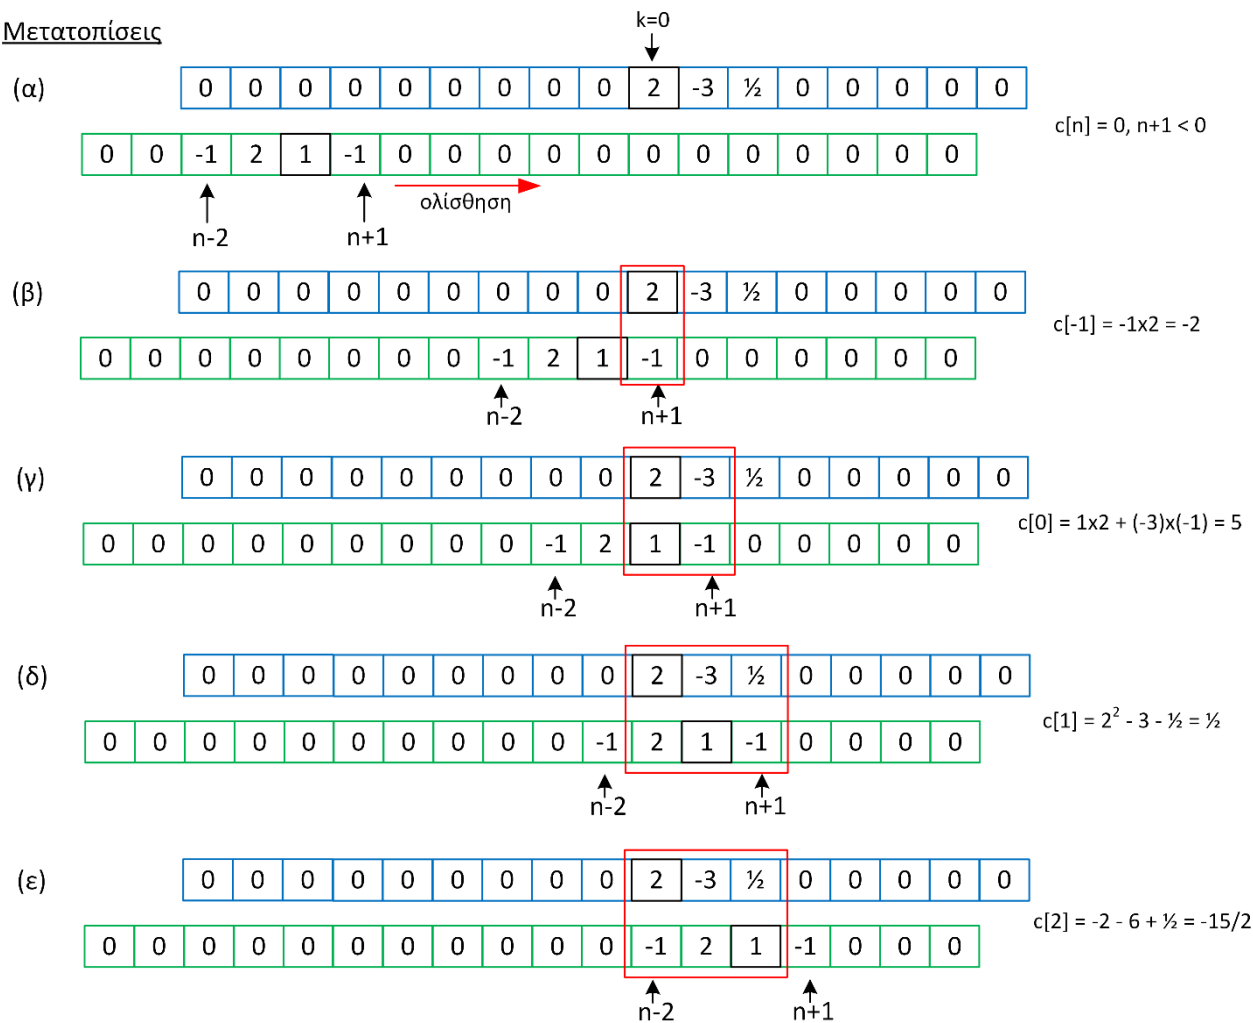 Μετατοπίσεις
k=0
(α) 0 0 0 0 0 0 0 0 0 2 -3 ½ 0 0 0 0 0
c[n] = 0, n+1 < 0
0 0 -1 2 1 -1 0 0 0 0 0 0 0 0 0 0 0 0
ολίσθηση
n-2 n+1
(β) 0 0 0 0 0 0 0 0 0 2 -3 ½ 0 0 0 0 0
c[-1] = -1x2 = -2
0 0 0 0 0 0 0 0 -1 2 1 -1 0 0 0 0 0 0
n-2 n+1
(γ) 0 0 0 0 0 0 0 0 0 2 -3 ½ 0 0 0 0 0
c[0] = 1x2 + (-3)x(-1) = 5
0 0 0 0 0 0 0 0 0 -1 2 1 -1 0 0 0 0 0
n-2 n+1
(δ) 0 0 0 0 0 0 0 0 0 2 -3 ½ 0 0 0 0 0
c[1] = 2² - 3 - ½ = ½
0 0 0 0 0 0 0 0 0 0 -1 2 1 -1 0 0 0 0
n-2 n+1
(ε) 0 0 0 0 0 0 0 0 0 2 -3 ½ 0 0 0 0 0
c[2] = -2 - 6 + ½ = -15/2
0 0 0 0 0 0 0 0 0 0 0 -1 2 1 -1 0 0 0
n-2 n+1